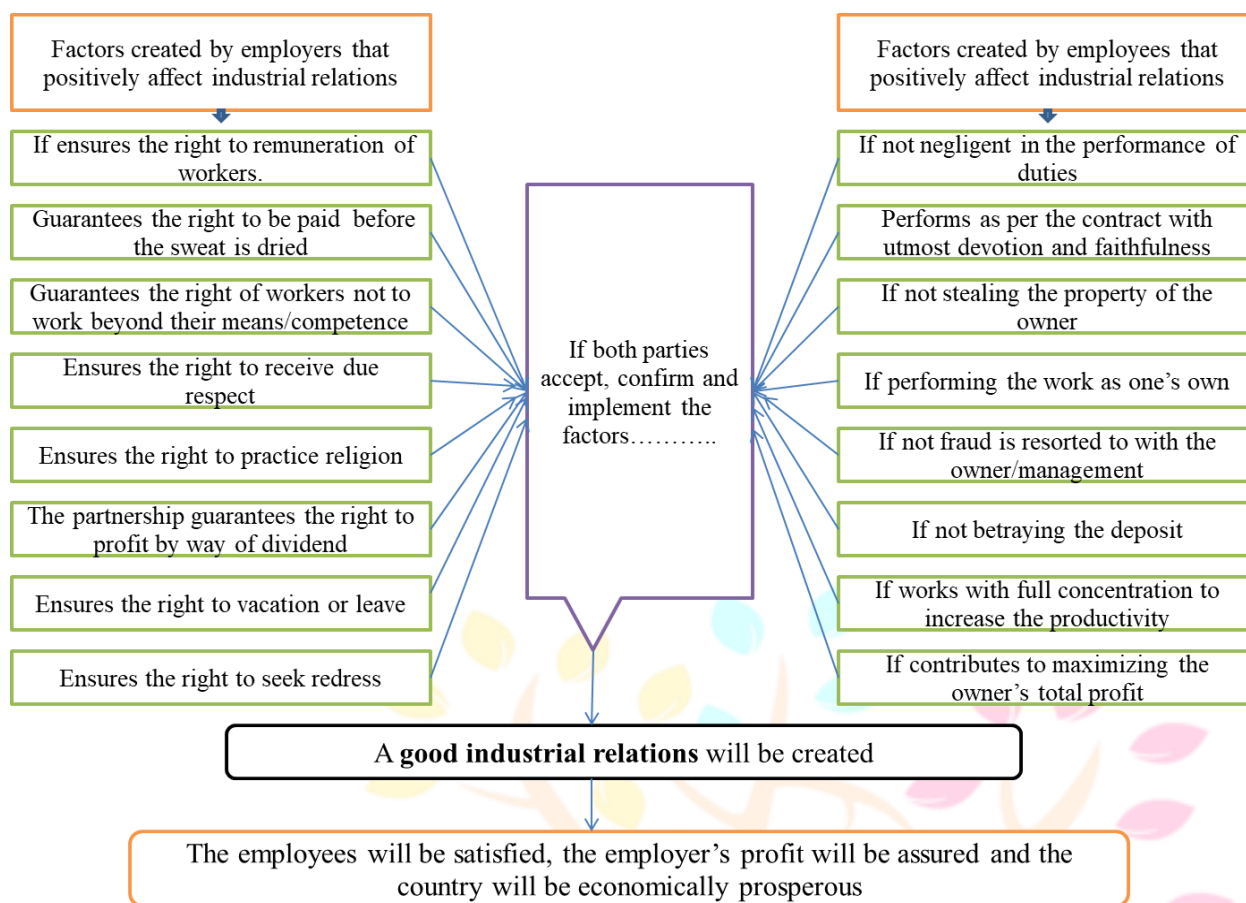 Factors created by employers that
positively affect industrial relations
If ensures the right to remuneration of
workers.
Guarantees the right to be paid before
the sweat is dried
Guarantees the right of workers not to
work beyond their means/competence
Ensures the right to receive due
respect
Ensures the right to practice religion
The partnership guarantees the right to
profit by way of dividend
Ensures the right to vacation or leave
Ensures the right to seek redress
If both parties
accept, confirm and
implement the
factors………..
Factors created by employees that
positively affect industrial relations
If not negligent in the performance of
duties
Performs as per the contract with
utmost devotion and faithfulness
If not stealing the property of the
owner
If performing the work as one’s own
If not fraud is resorted to with the
owner/management
If not betraying the deposit
If works with full concentration to
increase the productivity
If contributes to maximizing the
owner’s total profit
A good industrial relations will be created
The employees will be satisfied, the employer’s profit will be assured and the
country will be economically prosperous